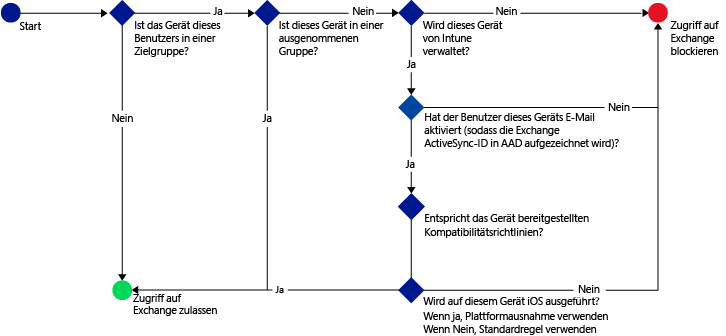 Start
Ist das Gerät dieses
Benutzers in einer
Zielgruppe?
Ja
Ist dieses Gerät in einer
ausgenommenen
Gruppe?
Nein
Wird dieses Gerät
von Intune
verwaltet?
Nein
Zugriff auf
Exchange
blockieren
Ja
Nein
Ja
Hat der Benutzer dieses Geräts E-Mail
aktiviert (sodass die Exchange
ActiveSync-ID in AAD aufgezeichnet wird)?
Nein
Ja
Entspricht das Gerät bereitgestellten
Kompatibilitätsrichtlinien?
Zugriff auf
Exchange zulassen
Ja
Wird auf diesem Gerät iOS ausgeführt?
Wenn ja, Plattformausnahme verwenden
Wenn Nein, Standardregel verwenden
Nein